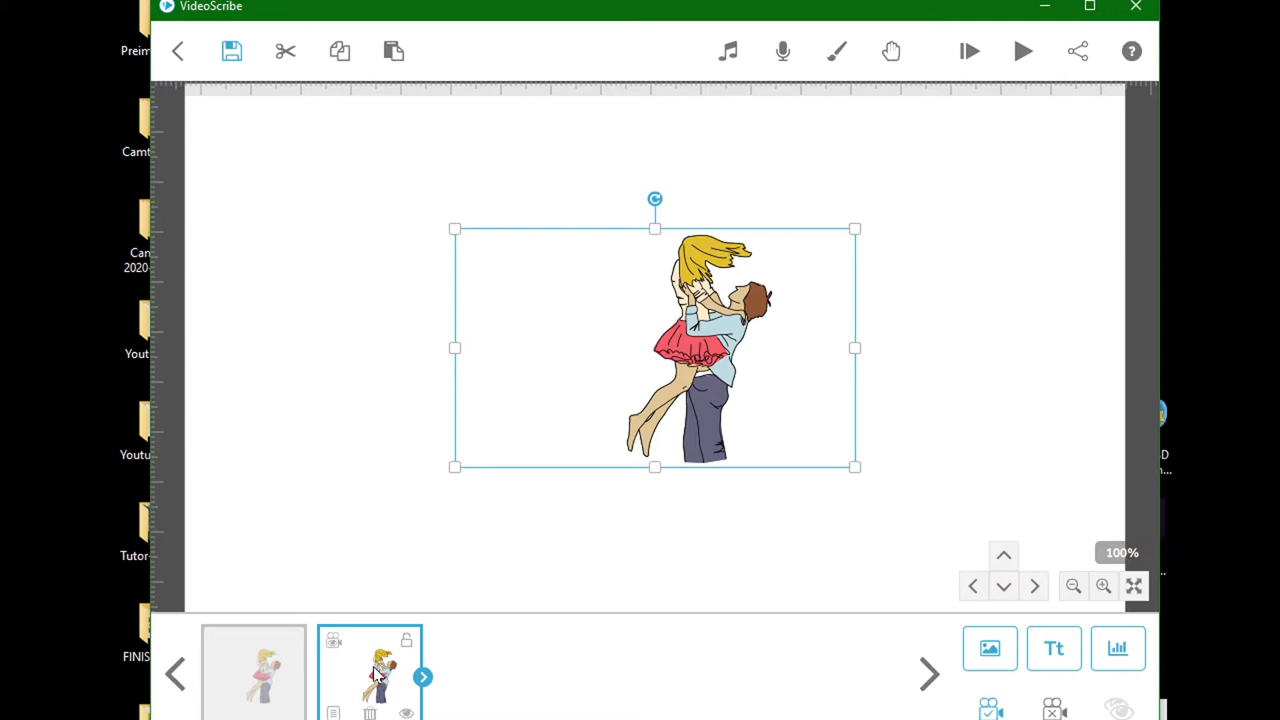 VideoScribe
Preim
Camt
Can
2020-
Yout
Youtu
Tutor-
FINIS
D
...
100%
Tt